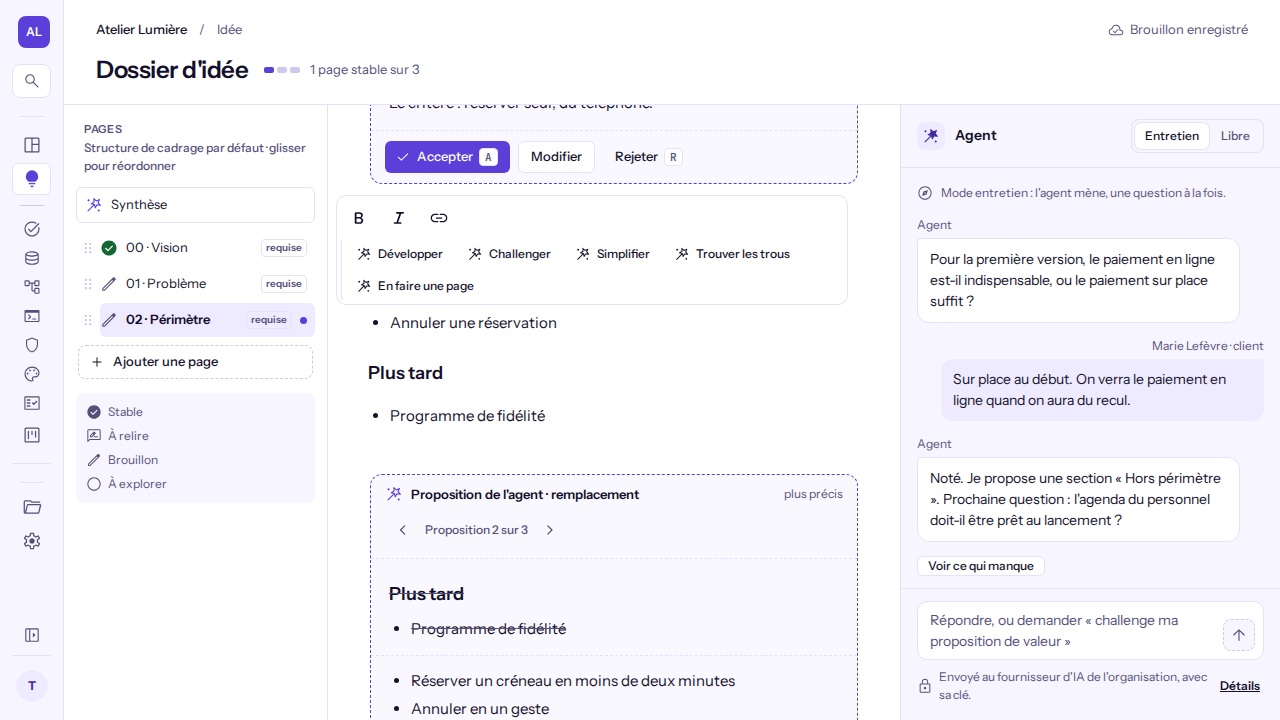 AL
Atelier Lumière / Idée
Brouillon enregistré
Dossier d'idée
1 page stable sur 3
PAGES
Structure de cadrage par défaut · glisser
pour réordonner
Synthèse
00 · Vision requise
01 · Problème requise
02 · Périmètre requise
Ajouter une page
Stable
À relire
Brouillon
À explorer
T
Le critère : réserver seul, au téléphone.
Accepter A Modifier Rejeter R
B I
Développer Challenger Simplifier Trouver les trous
En faire une page
Annuler une réservation
Plus tard
Programme de fidélité
Proposition de l'agent · remplacement plus précis
Proposition 2 sur 3
Plus tard
Programme de fidélité
Réserver un créneau en moins de deux minutes
Annuler en un geste
Agent
Entretien Libre
Mode entretien : l'agent mène, une question à la fois.
Agent
Pour la première version, le paiement en ligne
est-il indispensable, ou le paiement sur place
suffit ?
Marie Lefèvre · client
Sur place au début. On verra le paiement en
ligne quand on aura du recul.
Agent
Noté. Je propose une section « Hors périmètre
». Prochaine question : l'agenda du personnel
doit-il être prêt au lancement ?
Voir ce qui manque
Répondre, ou demander « challenge ma
proposition de valeur »
Envoyé au fournisseur d'IA de l'organisation, avec
sa clé.
Détails